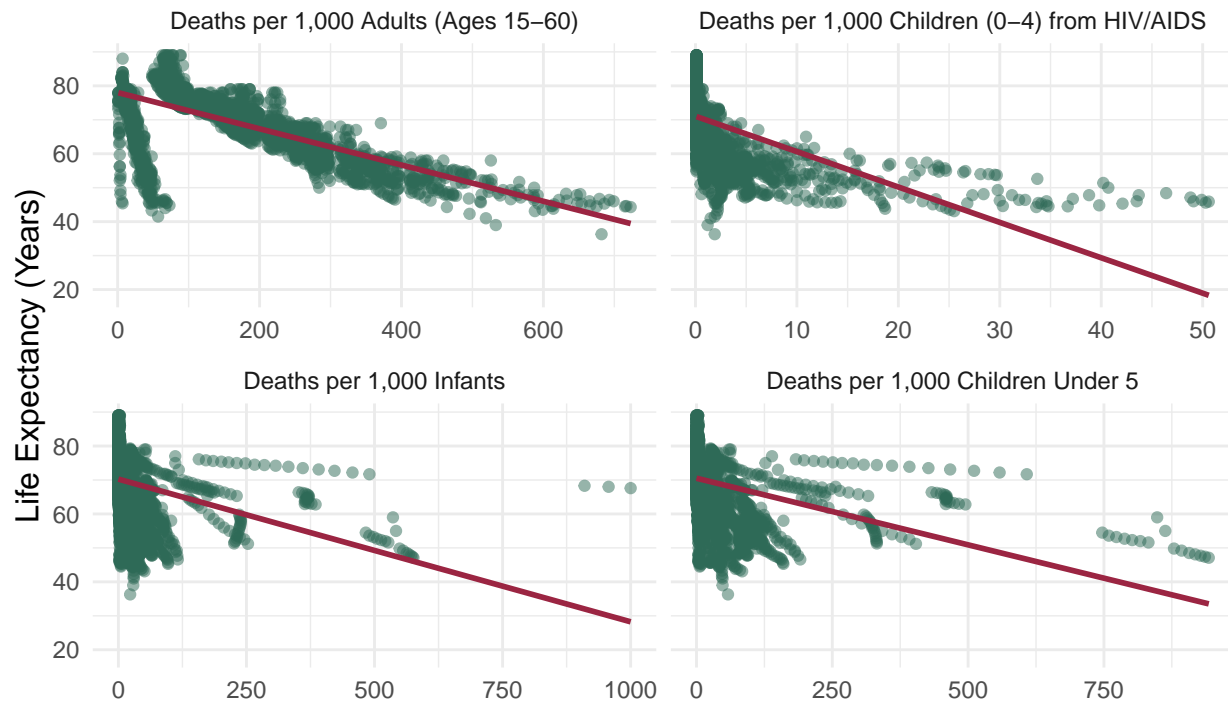 Deaths per 1,000 Adults (Ages 15−60)
Deaths per 1,000 Children (0−4) from HIV/AIDS
80
60
40
20
0 200 400 600
0 10 20 30 40 50
Life Expectancy (Years)
Deaths per 1,000 Infants
Deaths per 1,000 Children Under 5
80
60
40
20
0 250 500 750 1000
0 250 500 750